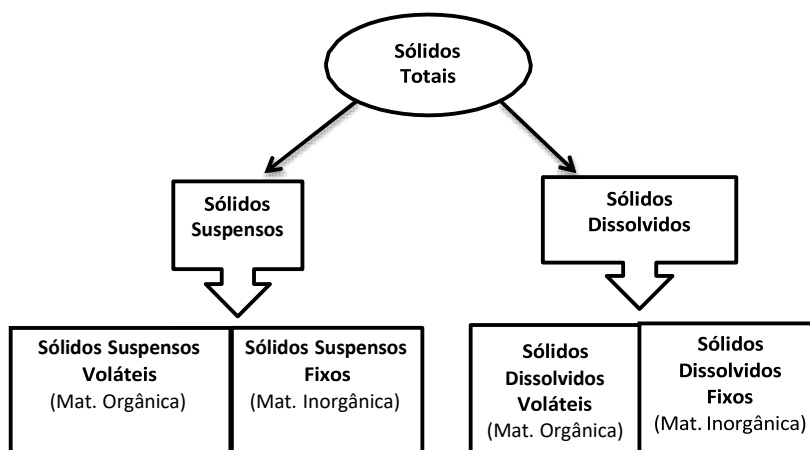 Sólidos
Totais
Sólidos
Suspensos
Sólidos
Dissolvidos
Sólidos Suspensos
Voláteis
(Mat. Orgânica)
Sólidos Suspensos
Fixos
(Mat. Inorgânica)
Sólidos
Dissolvidos
Voláteis
(Mat. Orgânica)
Sólidos
Dissolvidos
Fixos
(Mat. Inorgânica)